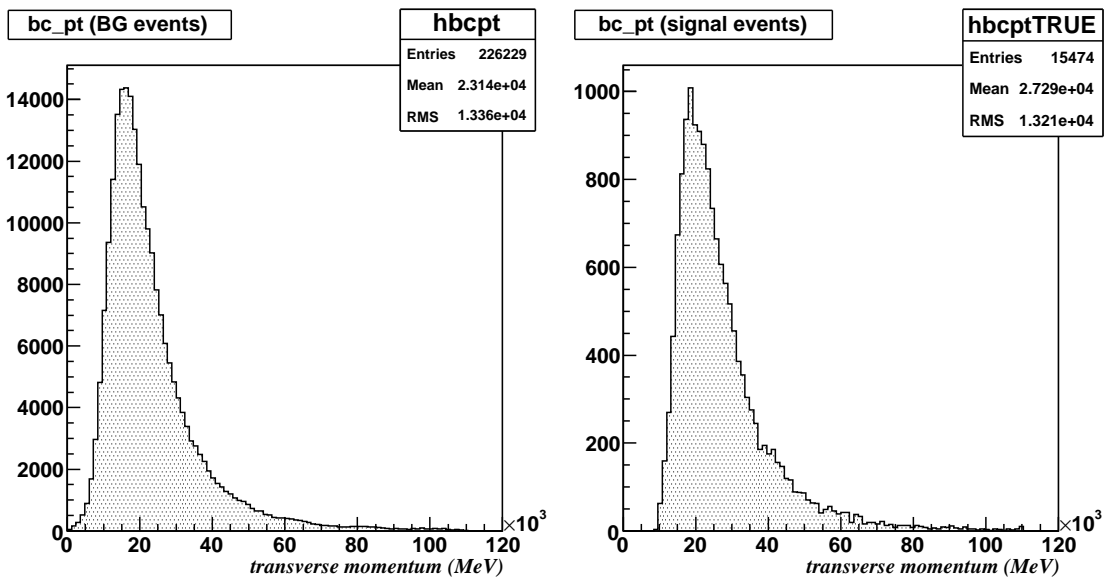 bc_pt (BG events)
hbcpt
Entries 226229
Mean 2.314e+04
RMS 1.336e+04
14000
12000
10000
8000
6000
4000
2000
0
0 20 40 60 80 100 120
×10³
transverse momentum (MeV)
bc_pt (signal events)
hbcptTRUE
Entries 15474
Mean 2.729e+04
RMS 1.321e+04
1000
800
600
400
200
0
0 20 40 60 80 100 120
×10³
transverse momentum (MeV)